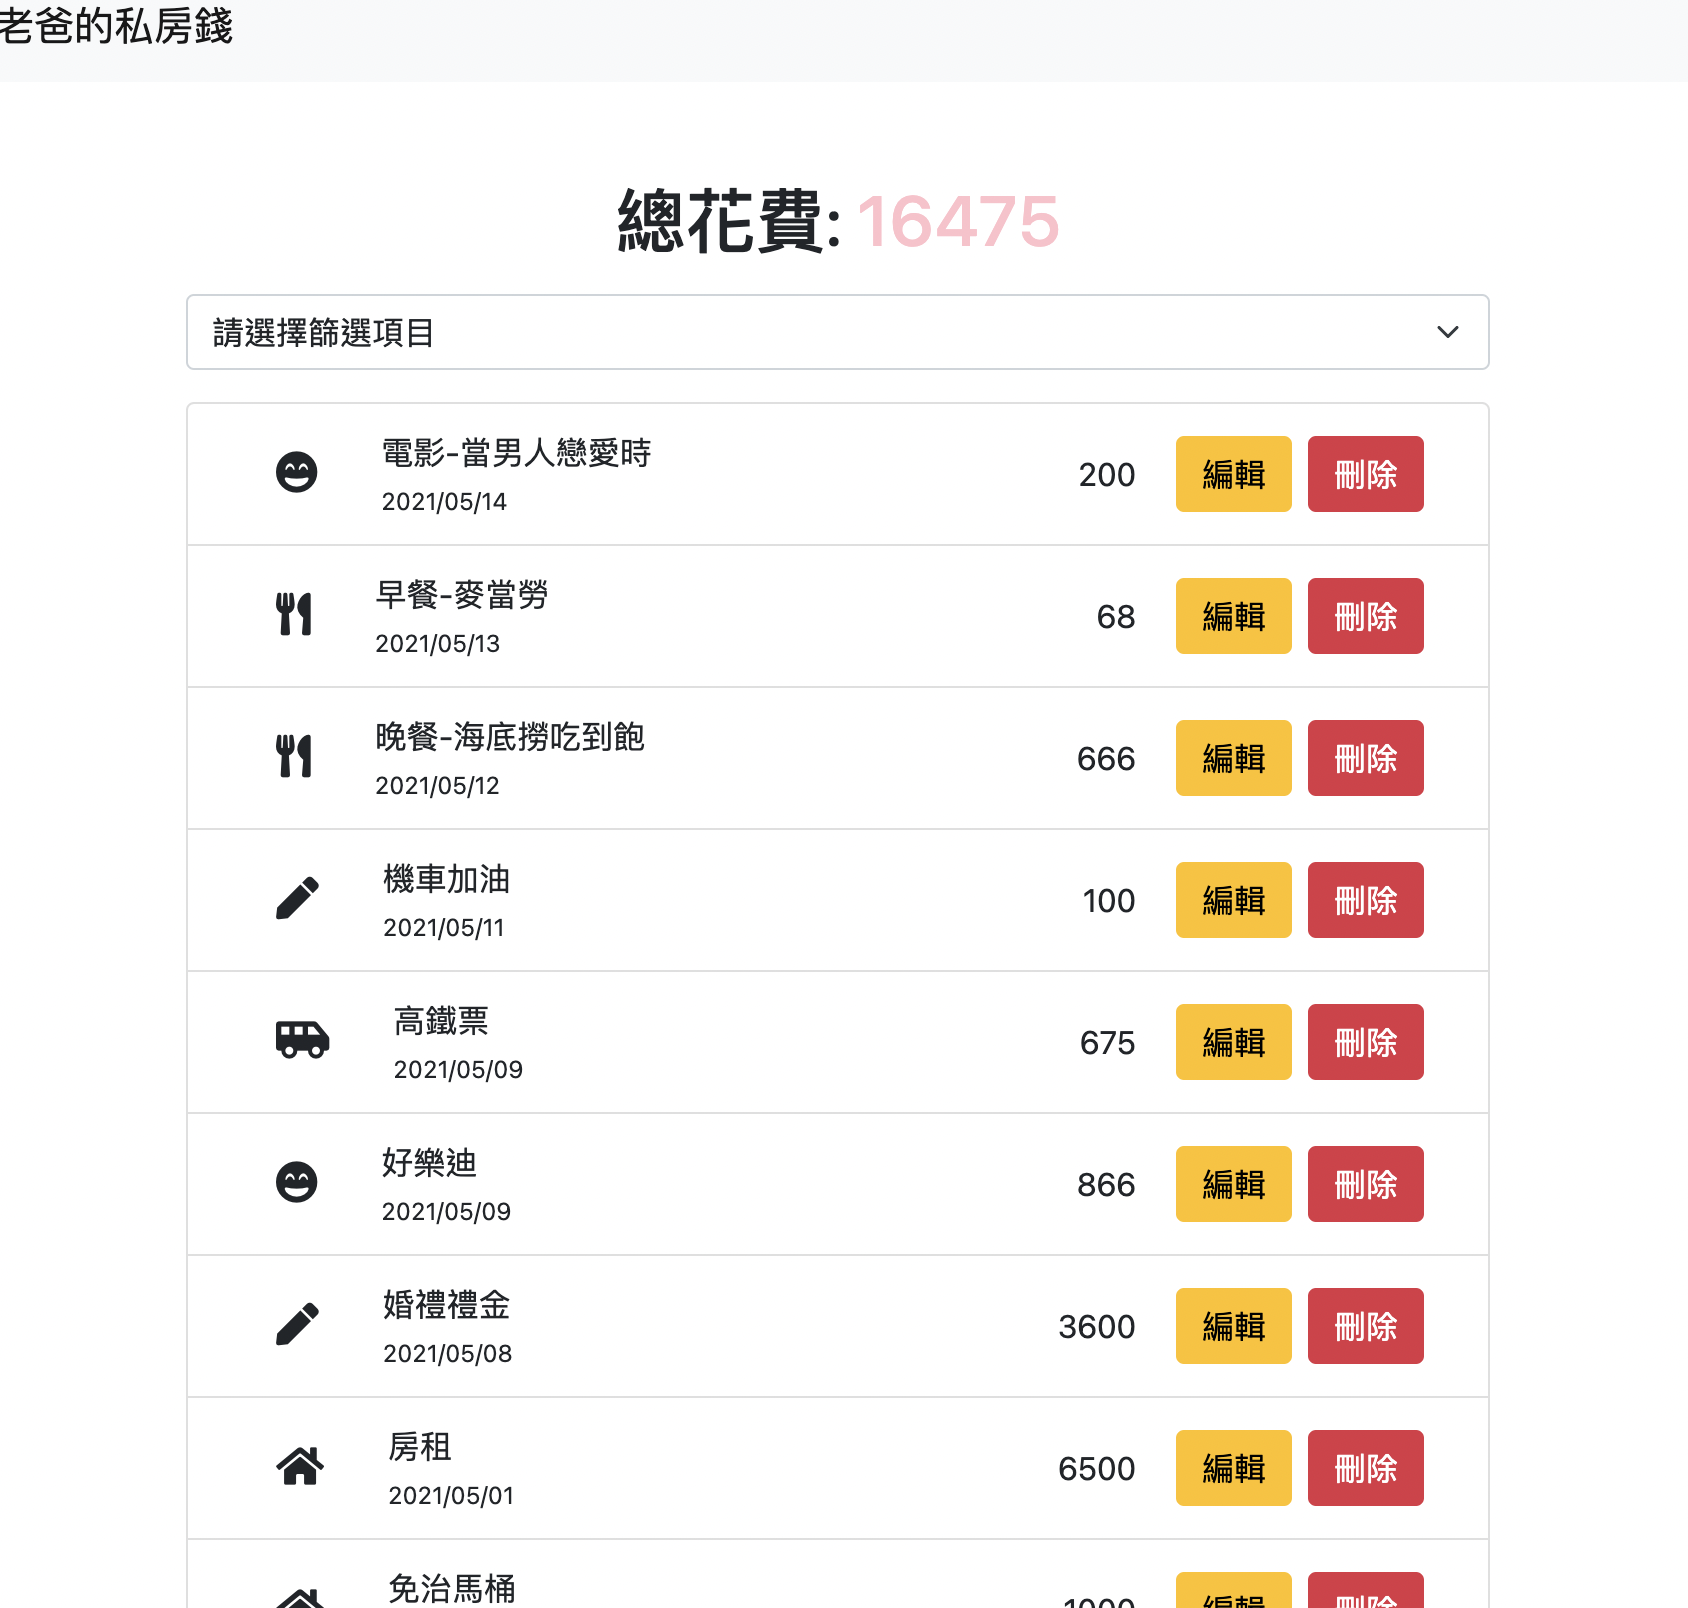 老爸的私房錢
總花費: 16475
請選擇篩選項目
電影-當男人戀愛時
2021/05/14
200
編輯
刪除
早餐-麥當勞
2021/05/13
68
編輯
刪除
晚餐-海底撈吃到飽
2021/05/12
666
編輯
刪除
機車加油
2021/05/11
100
編輯
刪除
高鐵票
2021/05/09
675
編輯
刪除
好樂迪
2021/05/09
866
編輯
刪除
婚禮禮金
2021/05/08
3600
編輯
刪除
房租
2021/05/01
6500
編輯
刪除
免治馬桶
1000
編輯
刪除